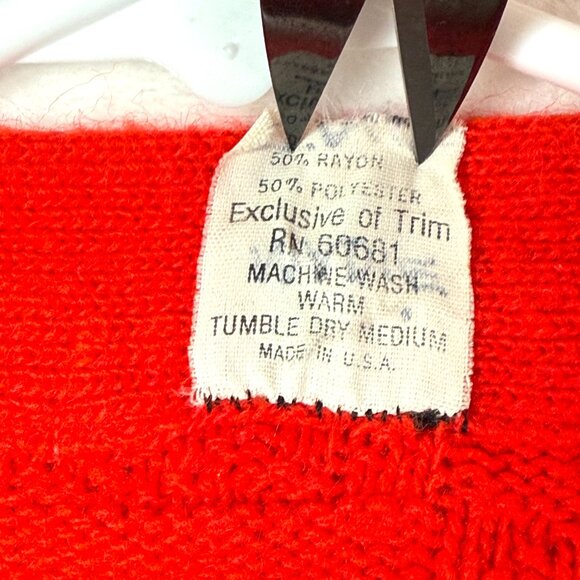 50% RAYON
50% POLYESTER
Exclusive of Trim
RN 60681
MACHINE WASH
WARM
TUMBLE DRY MEDIUM
MADE IN U.S.A.